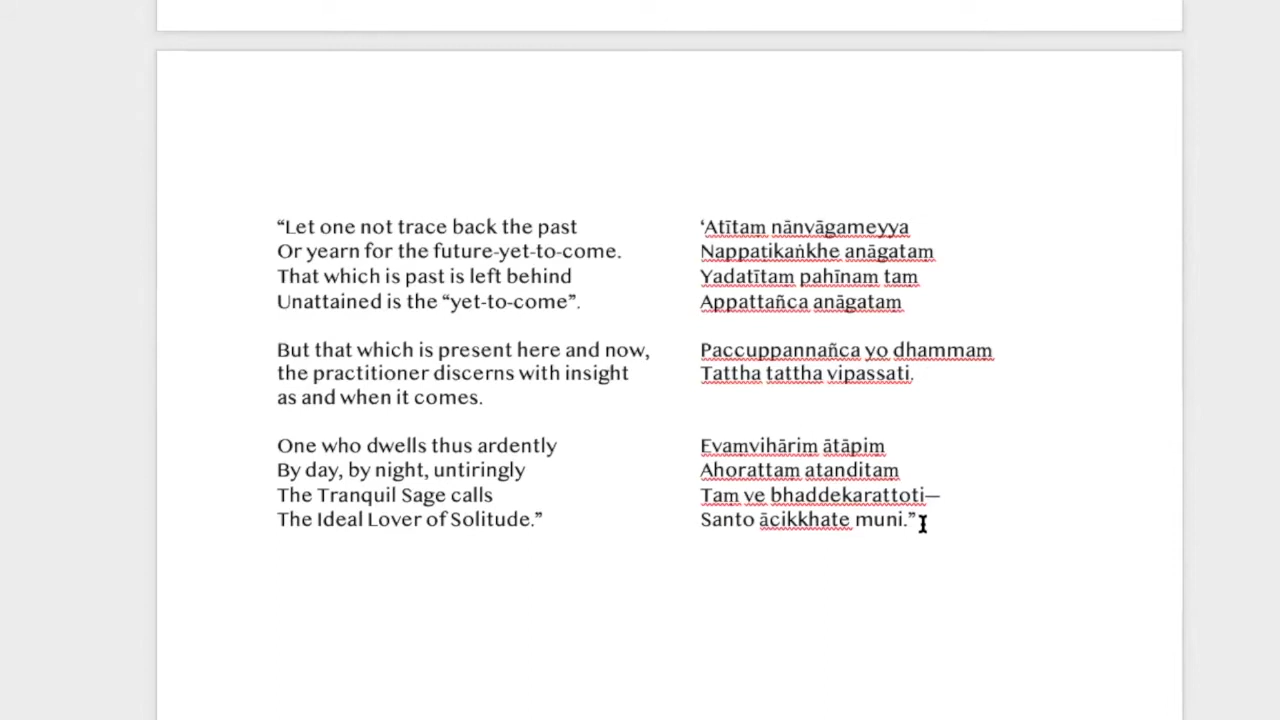 “Let one not trace back the past
Or yearn for the future-yet-to-come.
That which is past is left behind
Unattained is the “yet-to-come”.
But that which is present here and now,
the practitioner discerns with insight
as and when it comes.
One who dwells thus ardently
By day, by night, untiringly
The Tranquil Sage calls
The Ideal Lover of Solitude.”
‘Atītaṃ nānvāgameyya
Nappaṭikaṅkhe anāgataṃ
Yadatītaṃ pahīnaṃ taṃ
Appattañca anāgataṃ
Paccuppannañca yo dhammaṃ
Tattha tattha vipassati.
Evaṃvihāriṃ ātāpiṃ
Ahorattaṃ atanditaṃ
Taṃ ve bhaddekarattoti—
Santo ācikkhate muni.”